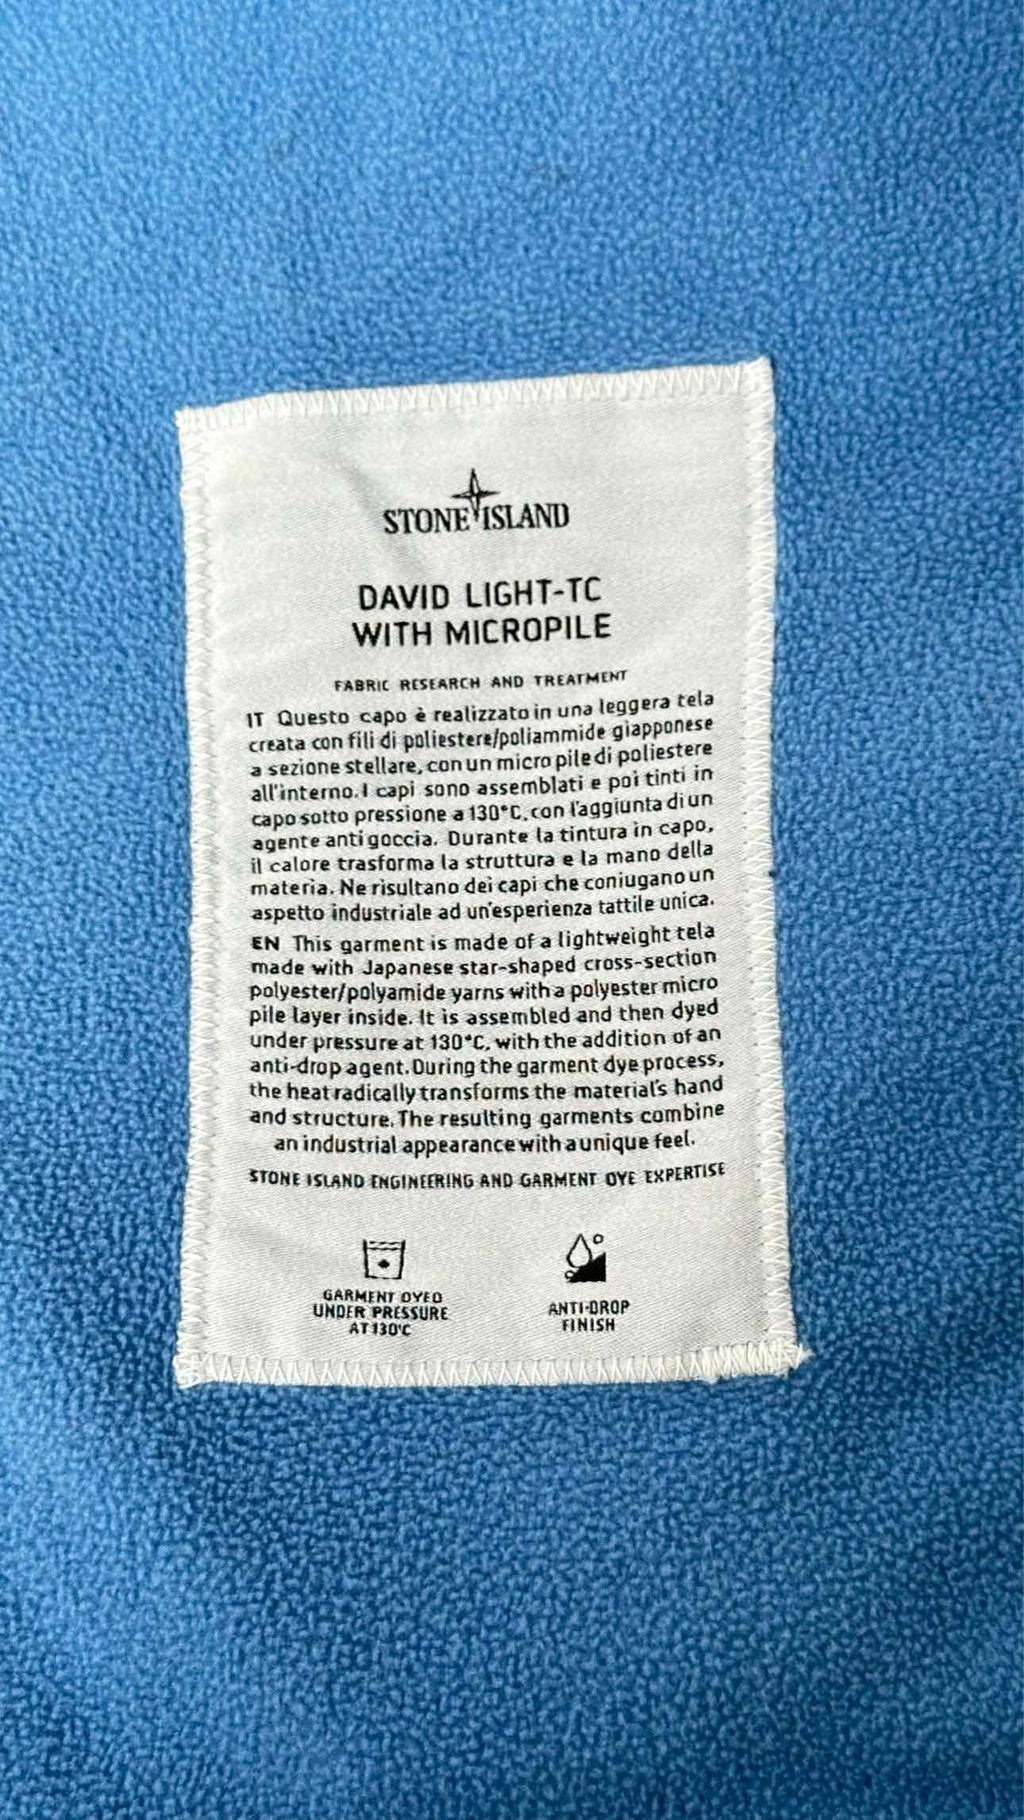 STONE ISLAND
DAVID LIGHT-TC
WITH MICROPILE
FABRIC RESEARCH AND TREATMENT
IT Questo capo è realizzato in una leggera tela
creata con fili di poliestere/poliammide giapponese
a sezione stellare, con un micro pile di poliestere
all'interno. I capi sono assemblati e poi tinti in
capo sotto pressione a 130°C, con l'aggiunta di un
agente anti goccia. Durante la tintura in capo,
il calore trasforma la struttura e la mano della
materia. Ne risultano dei capi che coniugano un
aspetto industriale ad un'esperienza tattile unica.
EN This garment is made of a lightweight tela
made with Japanese star-shaped cross-section
polyester/polyamide yarns with a polyester micro
pile layer inside. It is assembled and then dyed
under pressure at 130°C, with the addition of an
anti-drop agent. During the garment dye process,
the heat radically transforms the material's hand
and structure. The resulting garments combine
an industrial appearance with a unique feel.
STONE ISLAND ENGINEERING AND GARMENT DYE EXPERTISE
GARMENT DYED
UNDER PRESSURE
AT 130°C
ANTI-DROP
FINISH